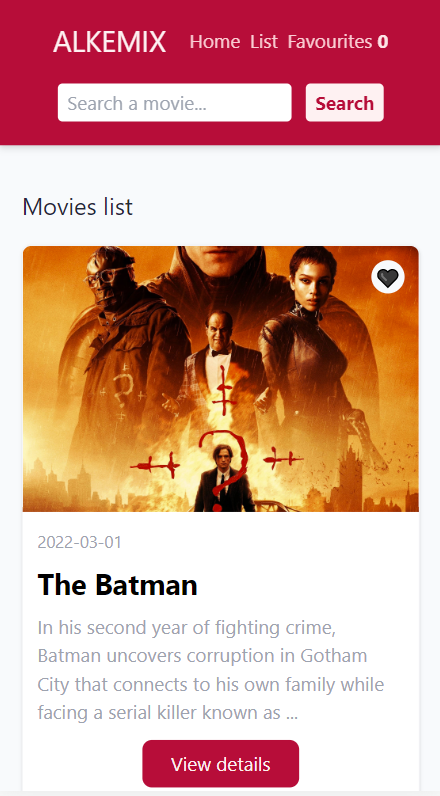 ALKEMIX Home List Favourites 0
Search a movie... Search
Movies list
?
2022-03-01
The Batman
In his second year of fighting crime,
Batman uncovers corruption in Gotham
City that connects to his own family while
facing a serial killer known as ...
View details